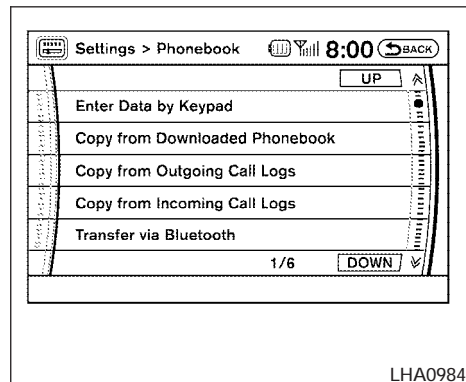 Settings > Phonebook 8:00 BACK
UP
Enter Data by Keypad
Copy from Downloaded Phonebook
Copy from Outgoing Call Logs
Copy from Incoming Call Logs
Transfer via Bluetooth
1/6 DOWN
LHA0984